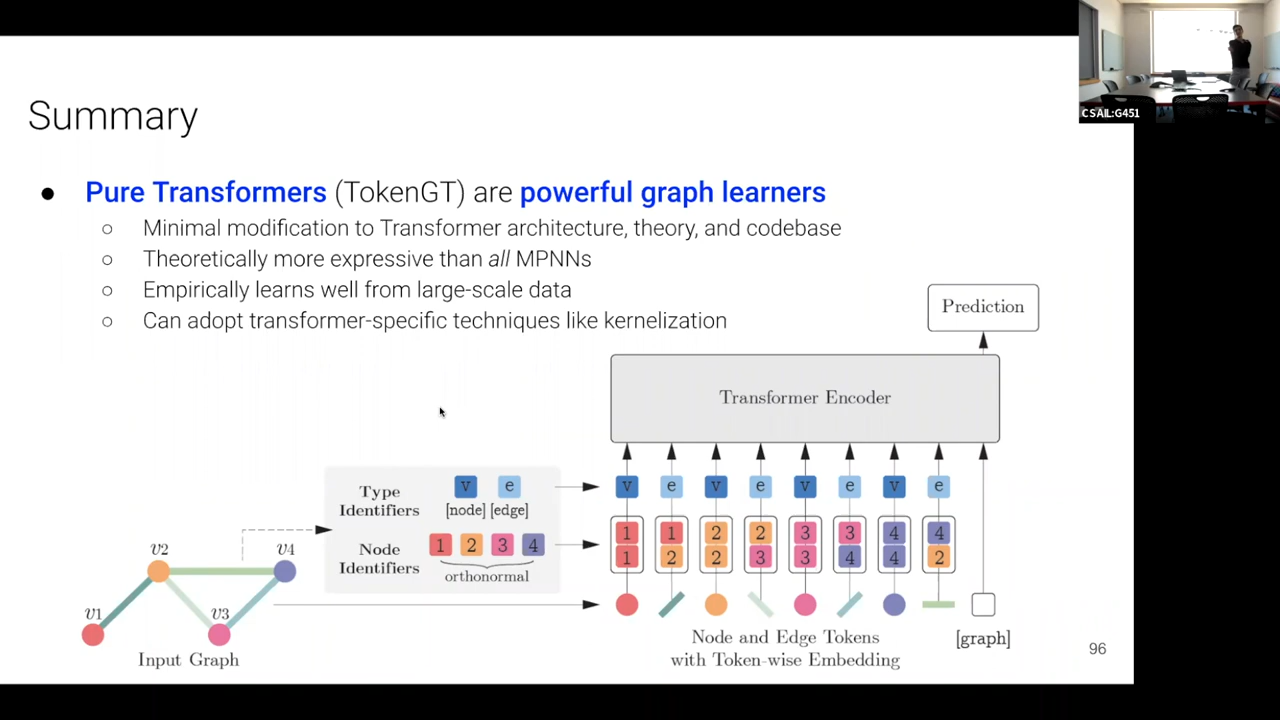 CSAIL:G451
Summary
● Pure Transformers (TokenGT) are powerful graph learners
○ Minimal modification to Transformer architecture, theory, and codebase
○ Theoretically more expressive than all MPNNs
○ Empirically learns well from large-scale data
○ Can adopt transformer-specific techniques like kernelization
Prediction
Transformer Encoder
Type
Identifiers
v e
[node] [edge]
Node
Identifiers
1 2 3 4
orthonormal
v e v e v e v e
1 1 2 2 3 3 4 4
1 2 2 3 3 4 4 2
v2
v4
v1
v3
Input Graph
Node and Edge Tokens
with Token-wise Embedding
[graph]
96